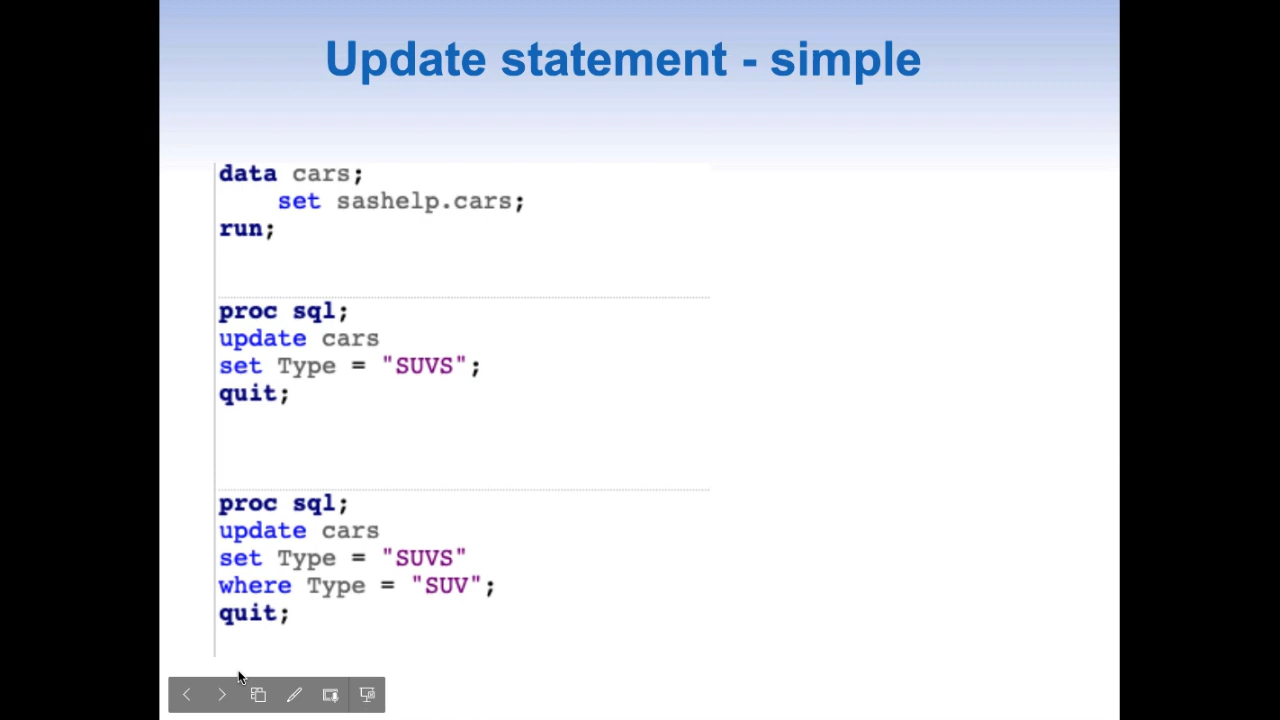 Update statement - simple
data cars;
set sashelp.cars;
run;
proc sql;
update cars
set Type = "SUVS";
quit;
proc sql;
update cars
set Type = "SUVS"
where Type = "SUV";
quit;